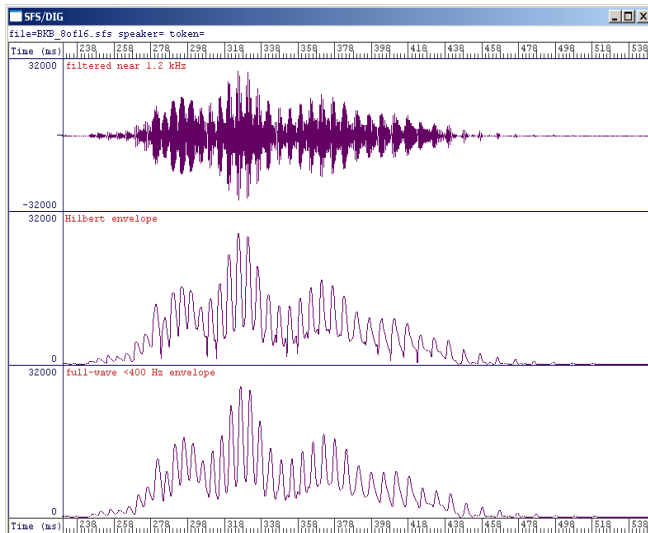 SFS/DIG
file=BKB_8of16.sfs speaker= token=
Time (ms) 238 258 278 298 318 338 358 378 398 418 438 458 478 498 518 538
32000
filtered near 1.2 kHz
-32000
32000
Hilbert envelope
0
32000
full-wave <400 Hz envelope
0
Time (ms) 238 258 278 298 318 338 358 378 398 418 438 458 478 498 518 538